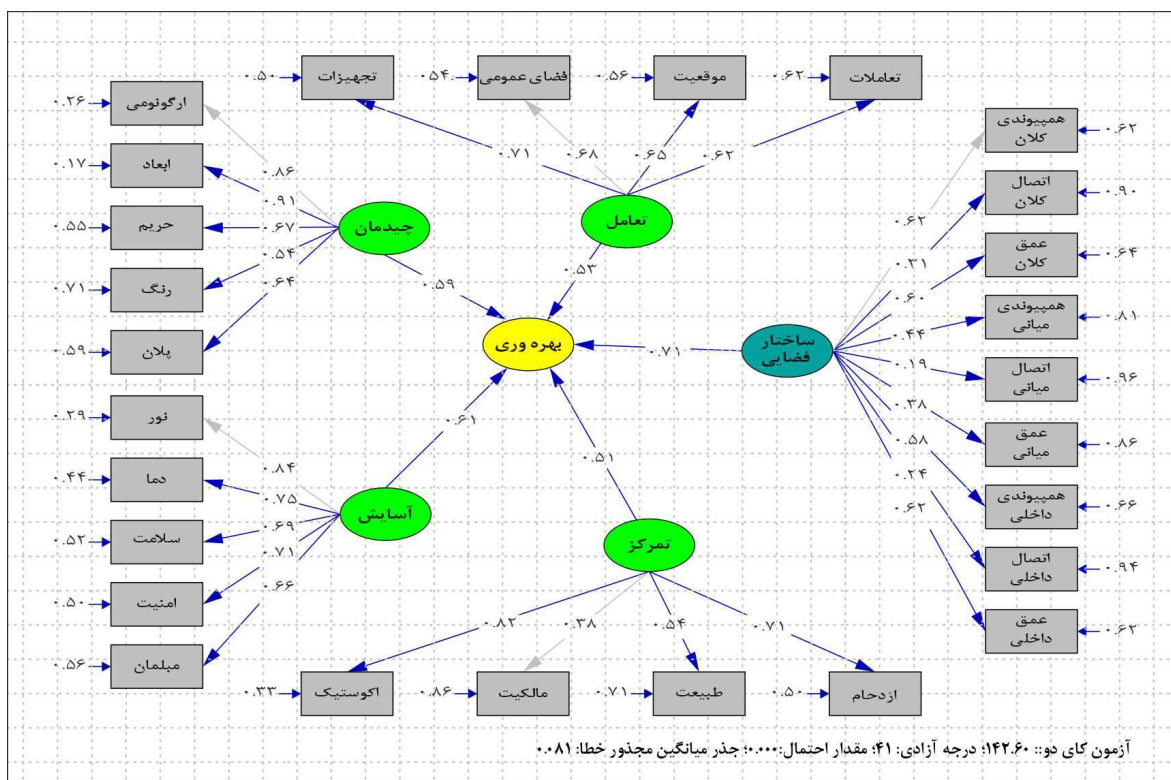 ۰.۵۰
تجهیزات
۰.۵۴
فضای عمومی
۰.۵۶
موقعیت
۰.۶۲
تعاملات
۰.۷۱
۰.۶۸
۰.۶۵
۰.۶۲
تعامل
۰.۵۳
۰.۲۶
ارگونومی
۰.۱۷
ابعاد
۰.۵۵
حریم
۰.۷۱
رنگ
۰.۵۹
پلان
۰.۸۶
۰.۹۱
۰.۶۷
۰.۵۴
۰.۶۴
چیدمان
۰.۵۹
بهره وری
۰.۷۱
ساختار
فضایی
همپیوندی
کلان
۰.۶۲
اتصال
کلان
۰.۹۰
عمق
کلان
۰.۶۴
همپیوندی
میانی
۰.۸۱
اتصال
میانی
۰.۹۶
عمق
میانی
۰.۸۶
همپیوندی
داخلی
۰.۶۶
اتصال
داخلی
۰.۹۴
عمق
داخلی
۰.۶۲
۰.۶۲
۰.۳۱
۰.۶۰
۰.۴۴
۰.۱۹
۰.۳۸
۰.۵۸
۰.۲۴
۰.۶۲
۰.۲۹
نور
۰.۴۴
دما
۰.۵۲
سلامت
۰.۵۰
امنیت
۰.۵۶
مبلمان
۰.۸۴
۰.۷۵
۰.۶۹
۰.۷۱
۰.۶۶
آسایش
۰.۶۱
۰.۵۱
تمرکز
۰.۸۲
۰.۳۸
۰.۵۴
۰.۷۱
۰.۳۳
اکوستیک
۰.۸۶
مالکیت
۰.۷۱
طبیعت
۰.۵۰
ازدحام
آزمون کای دو:: ۱۴۲.۶۰؛ درجه آزادی: ۴۱؛ مقدار احتمال:۰.۰۰۰؛ جذر میانگین مجذور خطا: ۰.۰۸۱